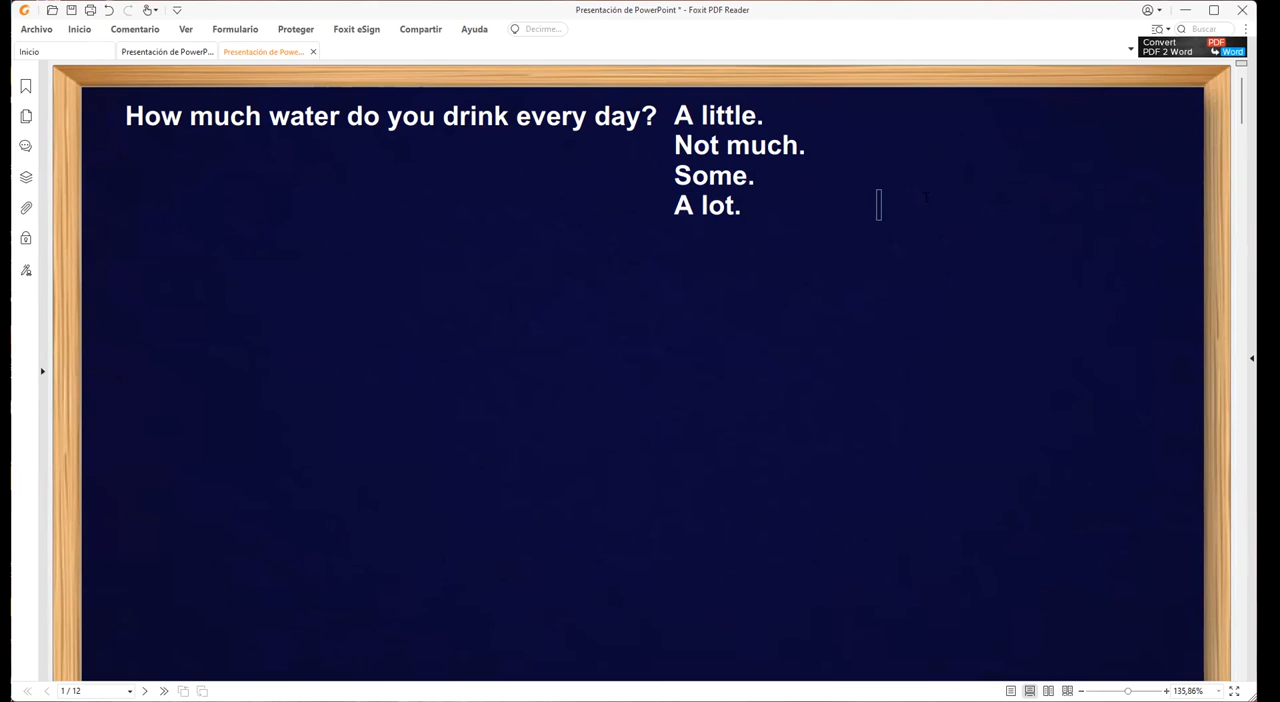 Presentación de PowerPoint * - Foxit PDF Reader
Archivo Inicio Comentario Ver Formulario Proteger Foxit eSign Compartir Ayuda Decirme... Buscar
Inicio Presentación de PowerP... Presentación de Powe...
Convert PDF
PDF 2 Word Word
How much water do you drink every day? A little.
Not much.
Some.
A lot.
1 / 12 135,86%